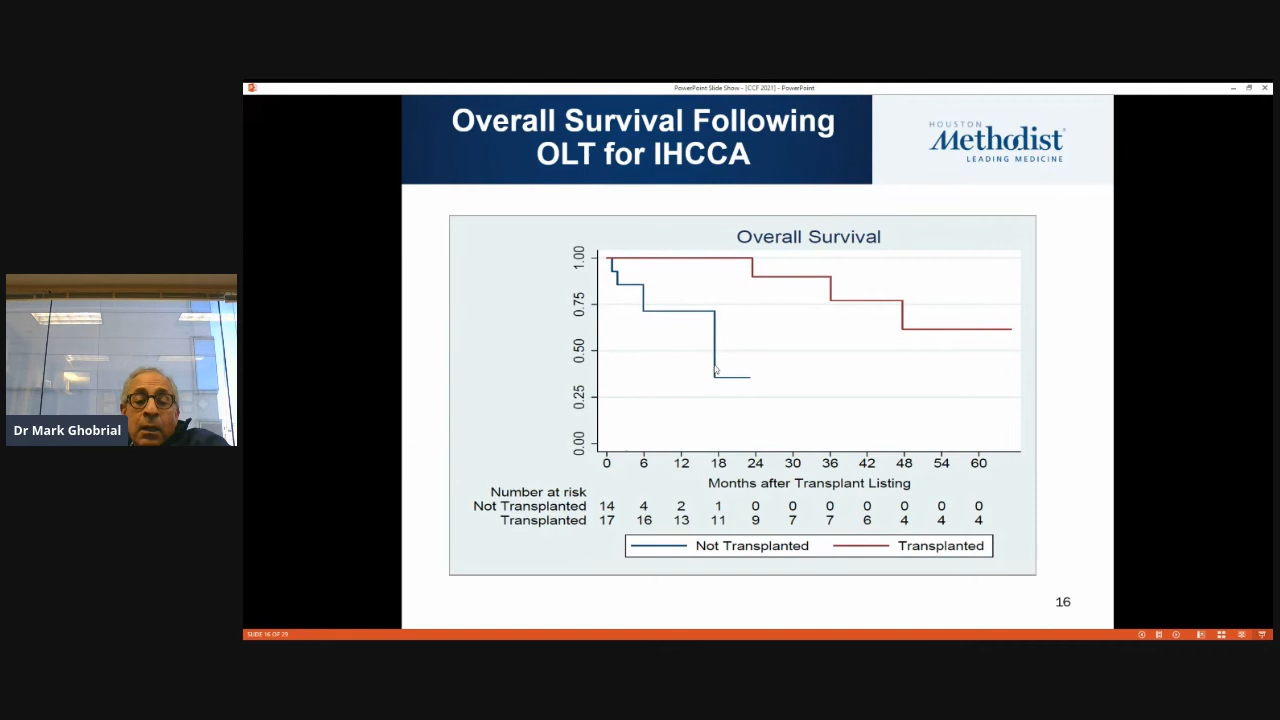 PowerPoint Slide Show - [CCF 2021] - PowerPoint
Overall Survival Following
OLT for IHCCA
HOUSTON
Methodist
LEADING MEDICINE
Overall Survival
1.00
0.75
0.50
0.25
0.00
0 6 12 18 24 30 36 42 48 54 60
Months after Transplant Listing
Number at risk
Not Transplanted 14 4 2 1 0 0 0 0 0 0 0
Transplanted 17 16 13 11 9 7 7 6 4 4 4
Not Transplanted Transplanted
16
Dr Mark Ghobrial
SLIDE 16 OF 29